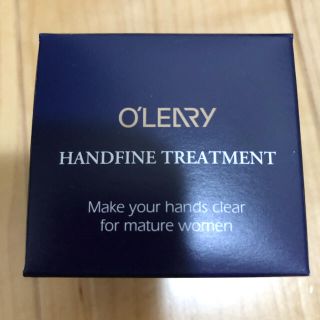 O'LEARY
HANDFINE TREATMENT
Make your hands clear
for mature women